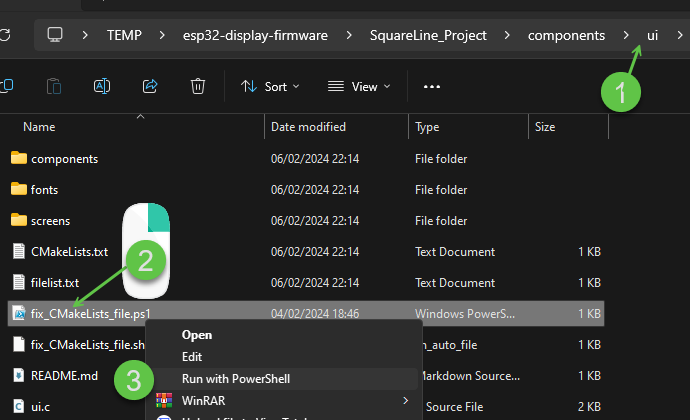 TEMP > esp32-display-firmware > SquareLine_Project > components > ui >
1
Sort View ...
Name Date modified Type Size
components 06/02/2024 22:14 File folder
fonts 06/02/2024 22:14 File folder
screens 06/02/2024 22:14 File folder
CMakeLists.txt 06/02/2024 22:14 Text Document 1 KB
2
filelist.txt 06/02/2024 22:14 Text Document 1 KB
fix_CMakeLists_file.ps1 04/02/2024 18:46 Windows PowerS... 1 KB
Open
fix_CMakeLists_file.sh n_auto_file 1 KB
Edit
3
README.md Run with PowerShell Markdown Source... 1 KB
WinRAR
ui.c Source File 2 KB